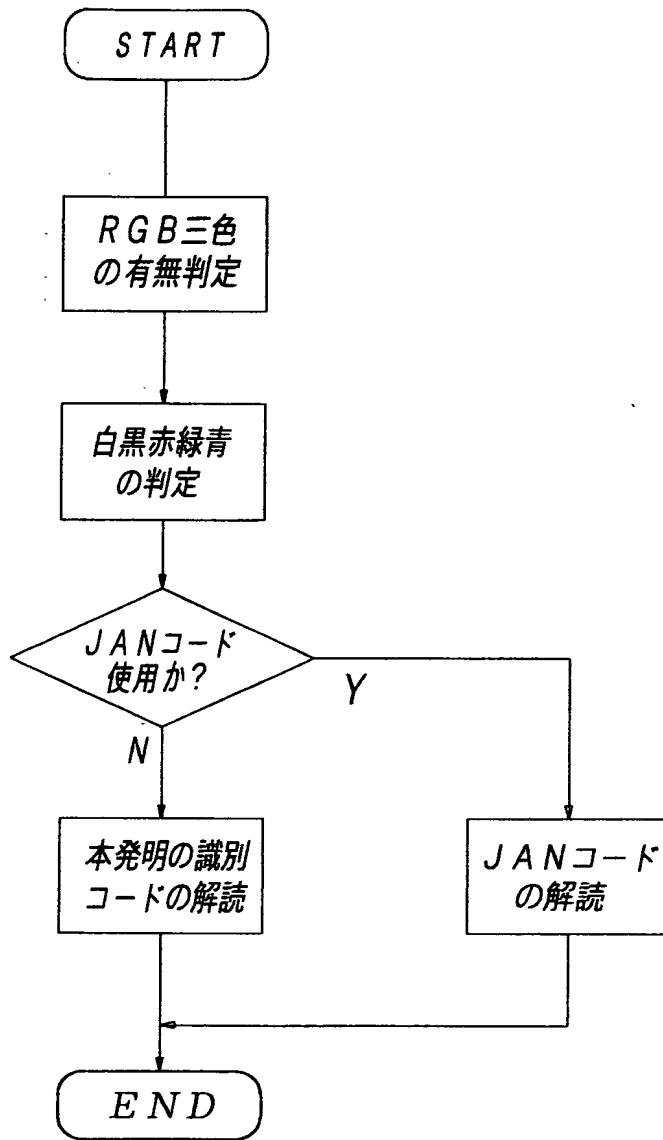 START
RGB三色
の有無判定
白黒赤緑青
の判定
JANコード
使用か?
Y
N
本発明の識別
コードの解読
JANコード
の解読
END